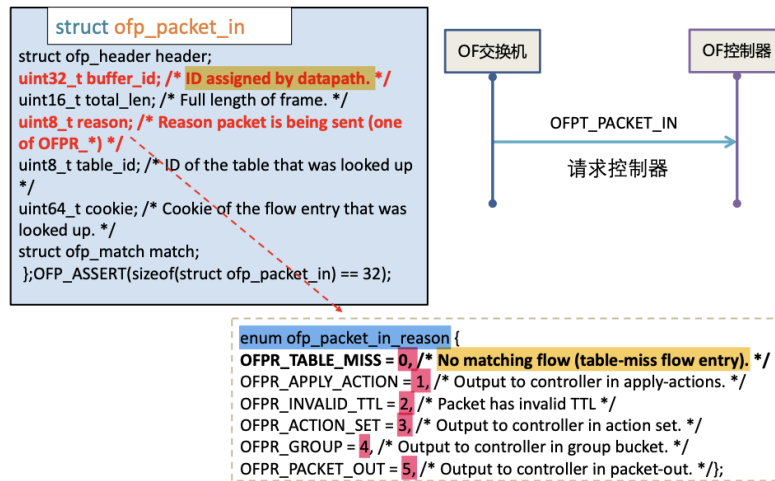 struct ofp_packet_in
struct ofp_header header;
uint32_t buffer_id; /* ID assigned by datapath. */
uint16_t total_len; /* Full length of frame. */
uint8_t reason; /* Reason packet is being sent (one
of OFPR_*) */
uint8_t table_id; /* ID of the table that was looked up
*/
uint64_t cookie; /* Cookie of the flow entry that was
looked up. */
struct ofp_match match;
};OFP_ASSERT(sizeof(struct ofp_packet_in) == 32);
OF交换机
OF控制器
OFPT_PACKET_IN
请求控制器
enum ofp_packet_in_reason {
OFPR_TABLE_MISS = 0, /* No matching flow (table-miss flow entry). */
OFPR_APPLY_ACTION = 1, /* Output to controller in apply-actions. */
OFPR_INVALID_TTL = 2, /* Packet has invalid TTL */
OFPR_ACTION_SET = 3, /* Output to controller in action set. */
OFPR_GROUP = 4, /* Output to controller in group bucket. */
OFPR_PACKET_OUT = 5, /* Output to controller in packet-out. */};